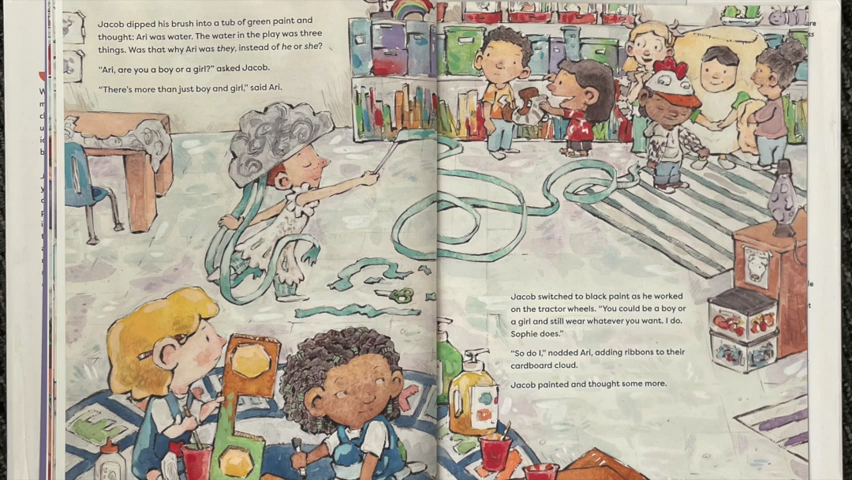 Jacob dipped his brush into a tub of green paint and
thought: Ari was water. The water in the play was three
things. Was that why Ari was they, instead of he or she?
"Ari, are you a boy or a girl?" asked Jacob.
"There's more than just boy and girl," said Ari.
Jacob switched to black paint as he worked
on the tractor wheels. "You could be a boy or
a girl and still wear whatever you want. I do.
Sophie does."
"So do I," nodded Ari, adding ribbons to their
cardboard cloud.
Jacob painted and thought some more.